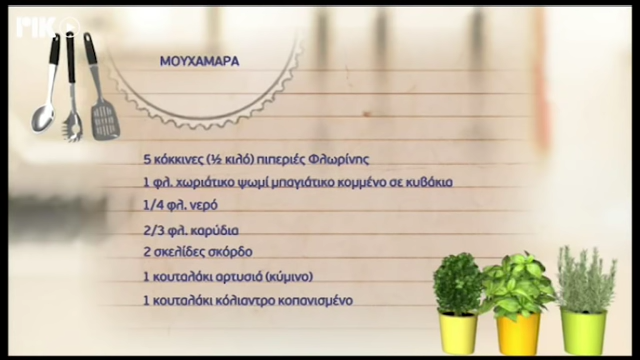 ΡΙΚ
ΜΟΥΧΑΜΑΡΑ
5 κόκκινες (½ κιλό) πιπεριές Φλωρίνης
1 φλ. χωριάτικο ψωμί μπαγιάτικο κομμένο σε κυβάκια
1/4 φλ. νερό
2/3 φλ. καρύδια
2 σκελίδες σκόρδο
1 κουταλάκι αρτυσιά (κύμινο)
1 κουταλάκι κόλιαντρο κοπανισμένο